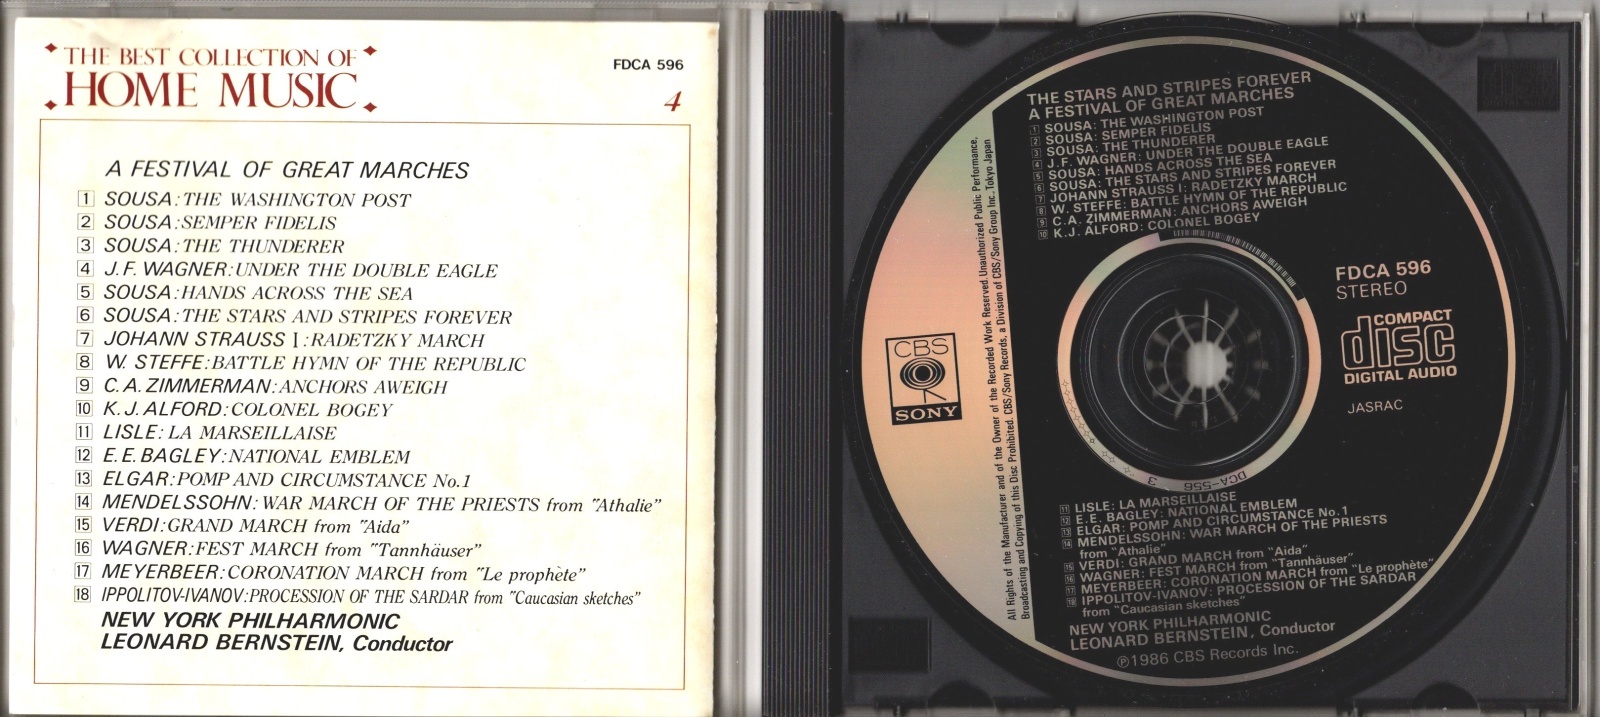 THE BEST COLLECTION OF
HOME MUSIC
FDCA 596
4
A FESTIVAL OF GREAT MARCHES
1 SOUSA:THE WASHINGTON POST
2 SOUSA:SEMPER FIDELIS
3 SOUSA:THE THUNDERER
4 J.F.WAGNER:UNDER THE DOUBLE EAGLE
5 SOUSA:HANDS ACROSS THE SEA
6 SOUSA:THE STARS AND STRIPES FOREVER
7 JOHANN STRAUSS I:RADETZKY MARCH
8 W. STEFFE:BATTLE HYMN OF THE REPUBLIC
9 C.A.ZIMMERMAN:ANCHORS AWEIGH
10 K.J.ALFORD:COLONEL BOGEY
11 LISLE:LA MARSEILLAISE
12 E.E.BAGLEY:NATIONAL EMBLEM
13 ELGAR:POMP AND CIRCUMSTANCE No.1
14 MENDELSSOHN:WAR MARCH OF THE PRIESTS from "Athalie"
15 VERDI:GRAND MARCH from "Aida"
16 WAGNER:FEST MARCH from "Tannhäuser"
17 MEYERBEER:CORONATION MARCH from "Le prophète"
18 IPPOLITOV-IVANOV:PROCESSION OF THE SARDAR from "Caucasian sketches"
NEW YORK PHILHARMONIC
LEONARD BERNSTEIN, Conductor
THE STARS AND STRIPES FOREVER
A FESTIVAL OF GREAT MARCHES
1 SOUSA: THE WASHINGTON POST
2 SOUSA: SEMPER FIDELIS
3 SOUSA: THE THUNDERER
4 J.F. WAGNER: UNDER THE DOUBLE EAGLE
5 SOUSA: HANDS ACROSS THE SEA
6 SOUSA: THE STARS AND STRIPES FOREVER
7 JOHANN STRAUSS I: RADETZKY MARCH
8 W. STEFFE: BATTLE HYMN OF THE REPUBLIC
9 C.A. ZIMMERMAN: ANCHORS AWEIGH
10 K.J. ALFORD: COLONEL BOGEY
FDCA 596
STEREO
COMPACT
disc
DIGITAL AUDIO
JASRAC
CBS
SONY
All Rights of the Manufacturer and of the Owner of the Recorded Work Reserved. Unauthorized Public Performance,
Broadcasting and Copying of this Disc Prohibited. CBS/Sony Records, a Division of CBS/Sony Group Inc., Tokyo Japan
DCA-556 3
11 LISLE: LA MARSEILLAISE
12 E.E. BAGLEY: NATIONAL EMBLEM
13 ELGAR: POMP AND CIRCUMSTANCE No. 1
14 MENDELSSOHN: WAR MARCH OF THE PRIESTS
from "Athalie"
15 VERDI: GRAND MARCH from "Aida"
16 WAGNER: FEST MARCH from "Tannhäuser"
17 MEYERBEER: CORONATION MARCH from "Le prophète"
18 IPPOLITOV-IVANOV: PROCESSION OF THE SARDAR
from "Caucasian sketches"
NEW YORK PHILHARMONIC
LEONARD BERNSTEIN, Conductor
℗1986 CBS Records Inc.